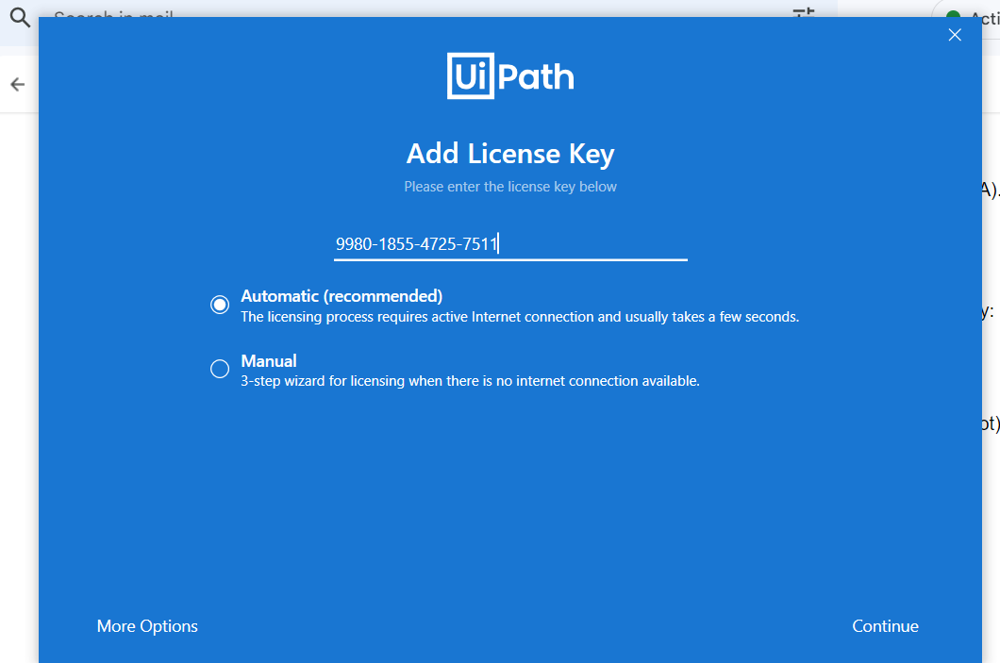 Search in mail
Acti
UiPath
Add License Key
Please enter the license key below
9980-1855-4725-7511
Automatic (recommended)
The licensing process requires active Internet connection and usually takes a few seconds.
Manual
3-step wizard for licensing when there is no internet connection available.
More Options
Continue
A).
y:
ot)